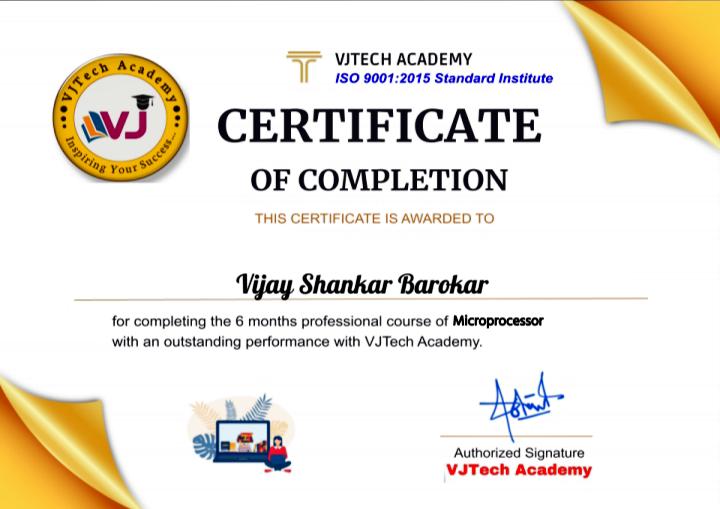 VJTech Academy
VJ
Inspiring Your Success...
VJTECH ACADEMY
ISO 9001:2015 Standard Institute
CERTIFICATE
OF COMPLETION
THIS CERTIFICATE IS AWARDED TO
Vijay Shankar Barokar
for completing the 6 months professional course of Microprocessor
with an outstanding performance with VJTech Academy.
Authorized Signature
VJTech Academy